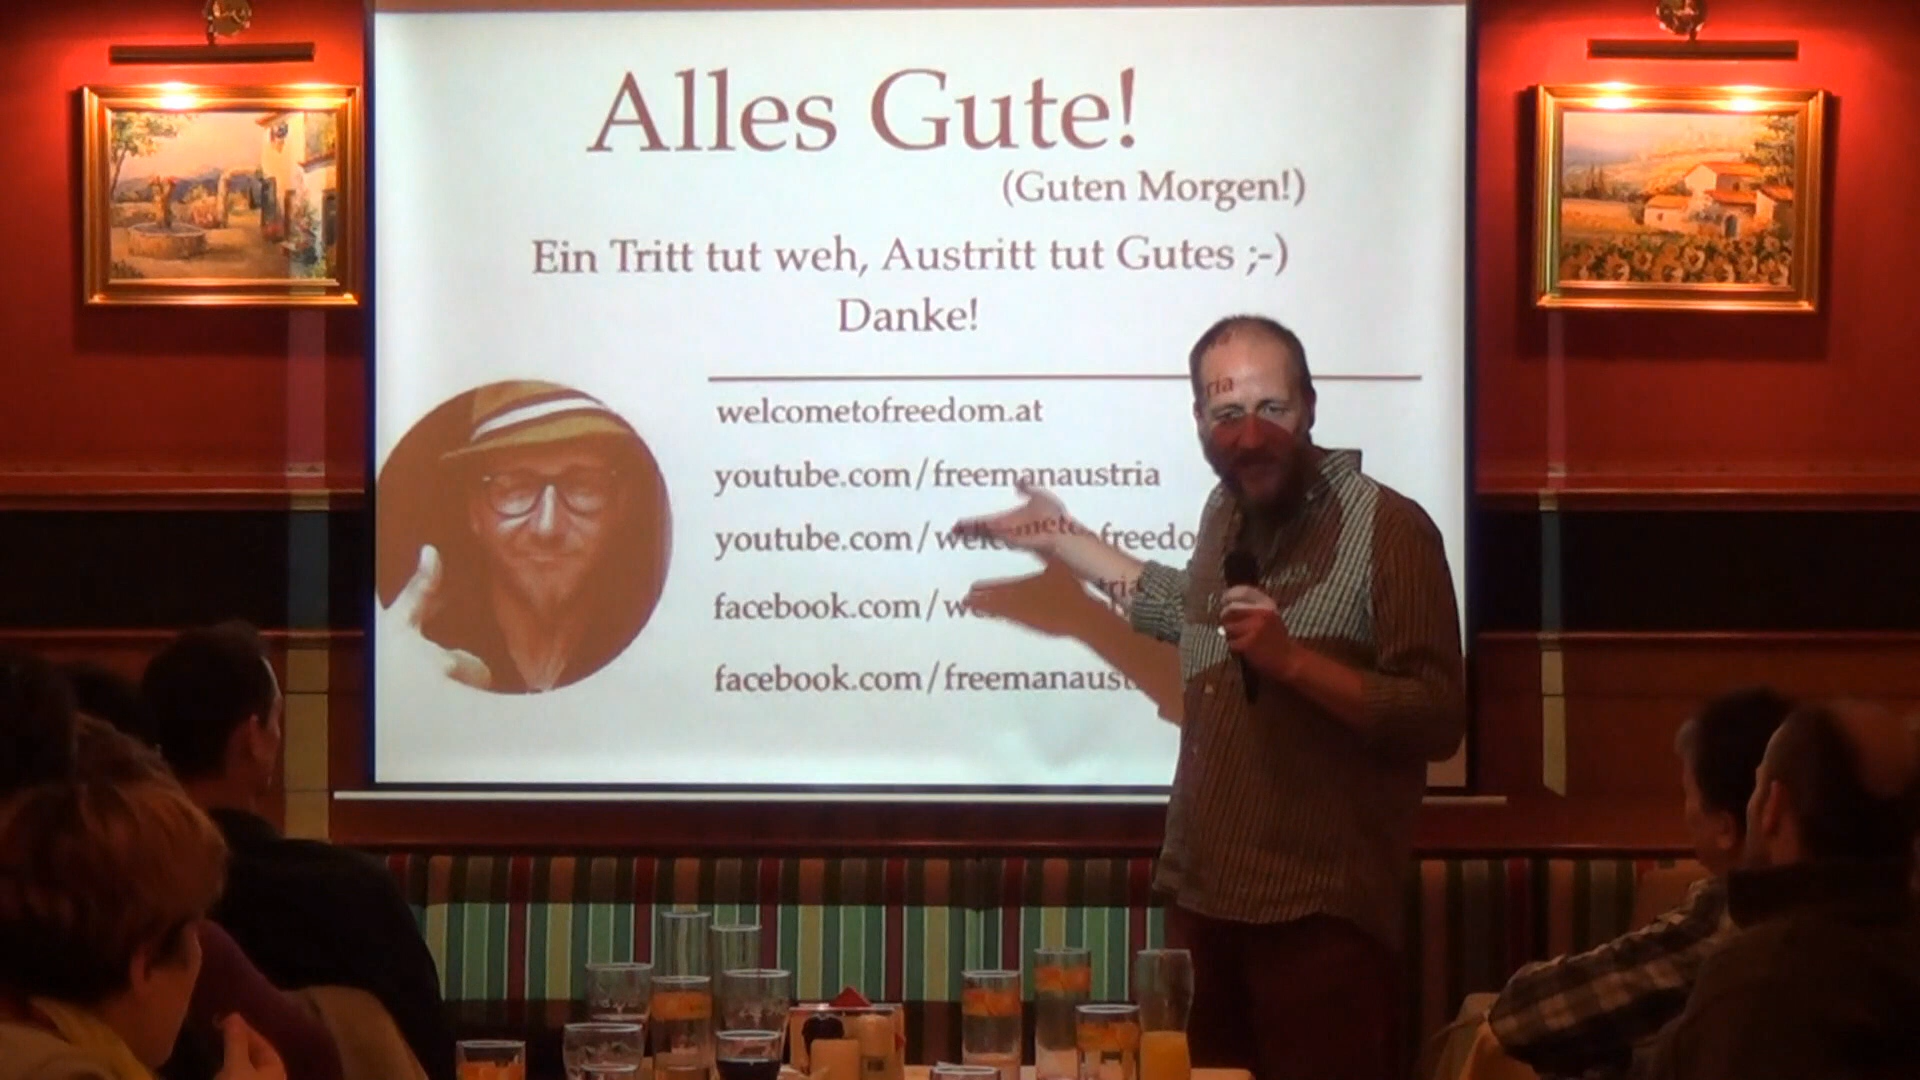 Alles Gute!
(Guten Morgen!)
Ein Tritt tut weh, Austritt tut Gutes ;-)
Danke!
welcometofreedom.at
youtube.com/freemanaustria
youtube.com/
facebook.com/
facebook.com/freemanaus